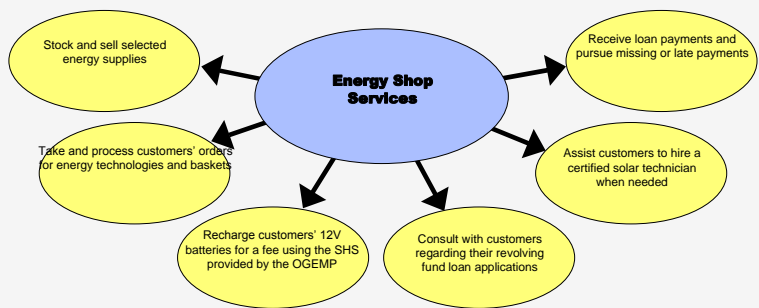 Energy Shop
Services
Stock and sell selected
energy supplies
Receive loan payments and
pursue missing or late payments
Take and process customers' orders
for energy technologies and baskets
Assist customers to hire a
certified solar technician
when needed
Recharge customers' 12V
batteries for a fee using the SHS
provided by the OGEMP
Consult with customers
regarding their revolving
fund loan applications